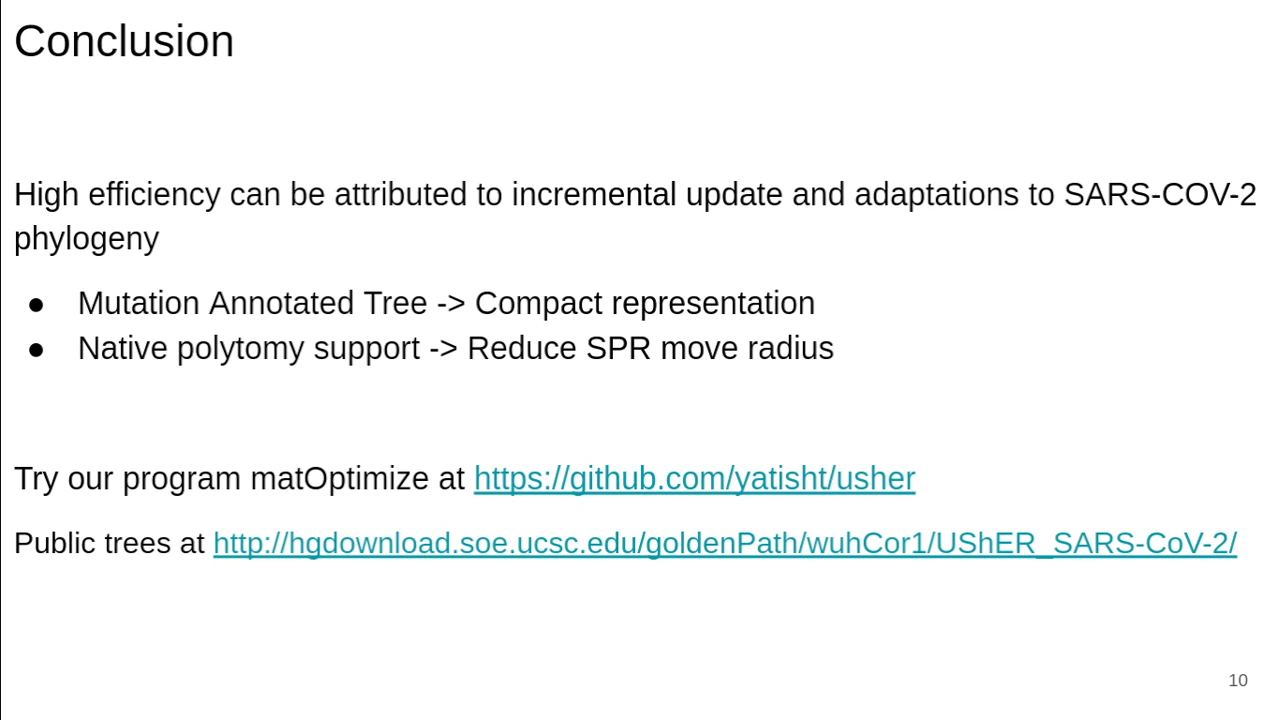 Conclusion
High efficiency can be attributed to incremental update and adaptations to SARS-COV-2
phylogeny
● Mutation Annotated Tree -> Compact representation
● Native polytomy support -> Reduce SPR move radius
Try our program matOptimize at https://github.com/yatisht/usher
Public trees at http://hgdownload.soe.ucsc.edu/goldenPath/wuhCor1/UShER_SARS-CoV-2/
10